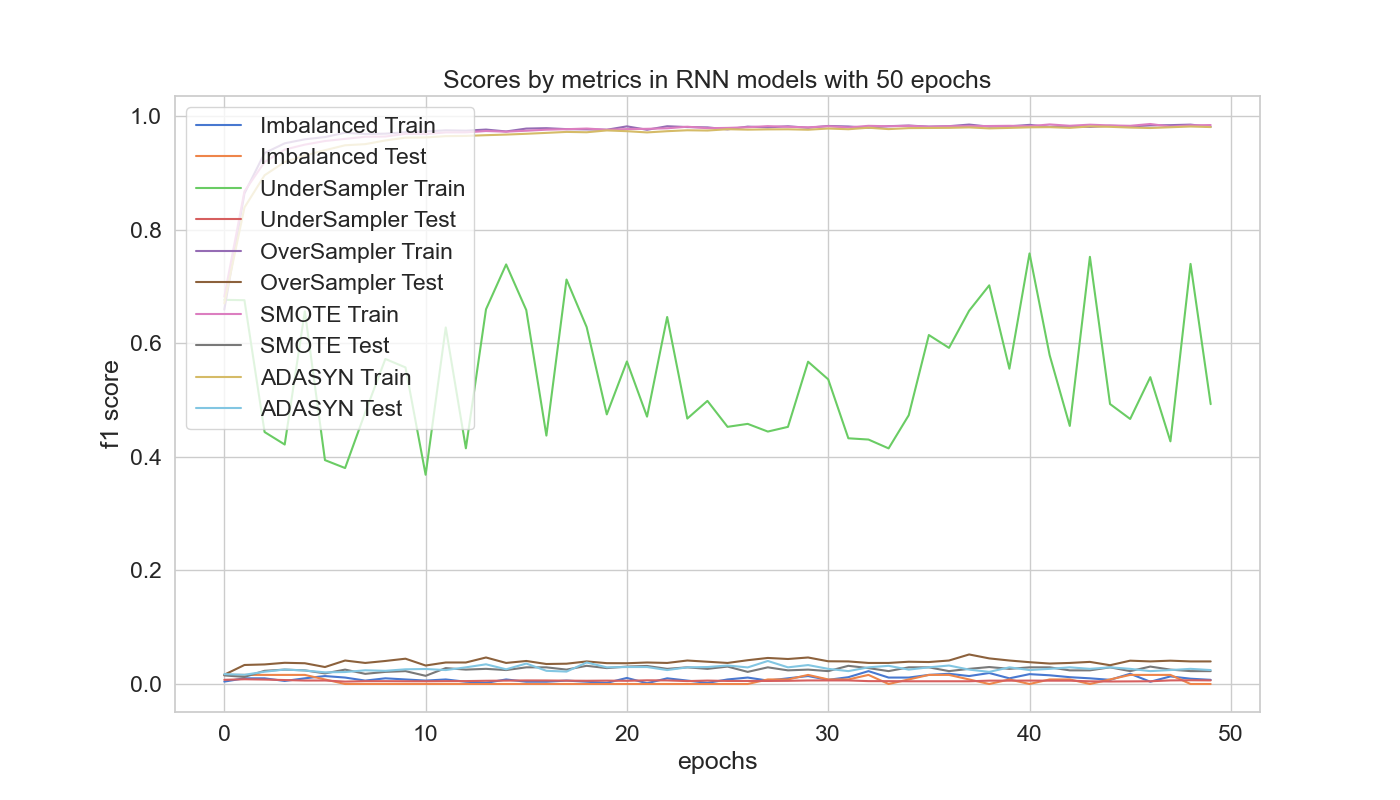 Scores by metrics in RNN models with 50 epochs
1.0
0.8
0.6
0.4
0.2
0.0
f1 score
Imbalanced Train
Imbalanced Test
UnderSampler Train
UnderSampler Test
OverSampler Train
OverSampler Test
SMOTE Train
SMOTE Test
ADASYN Train
ADASYN Test
0 10 20 30 40 50
epochs